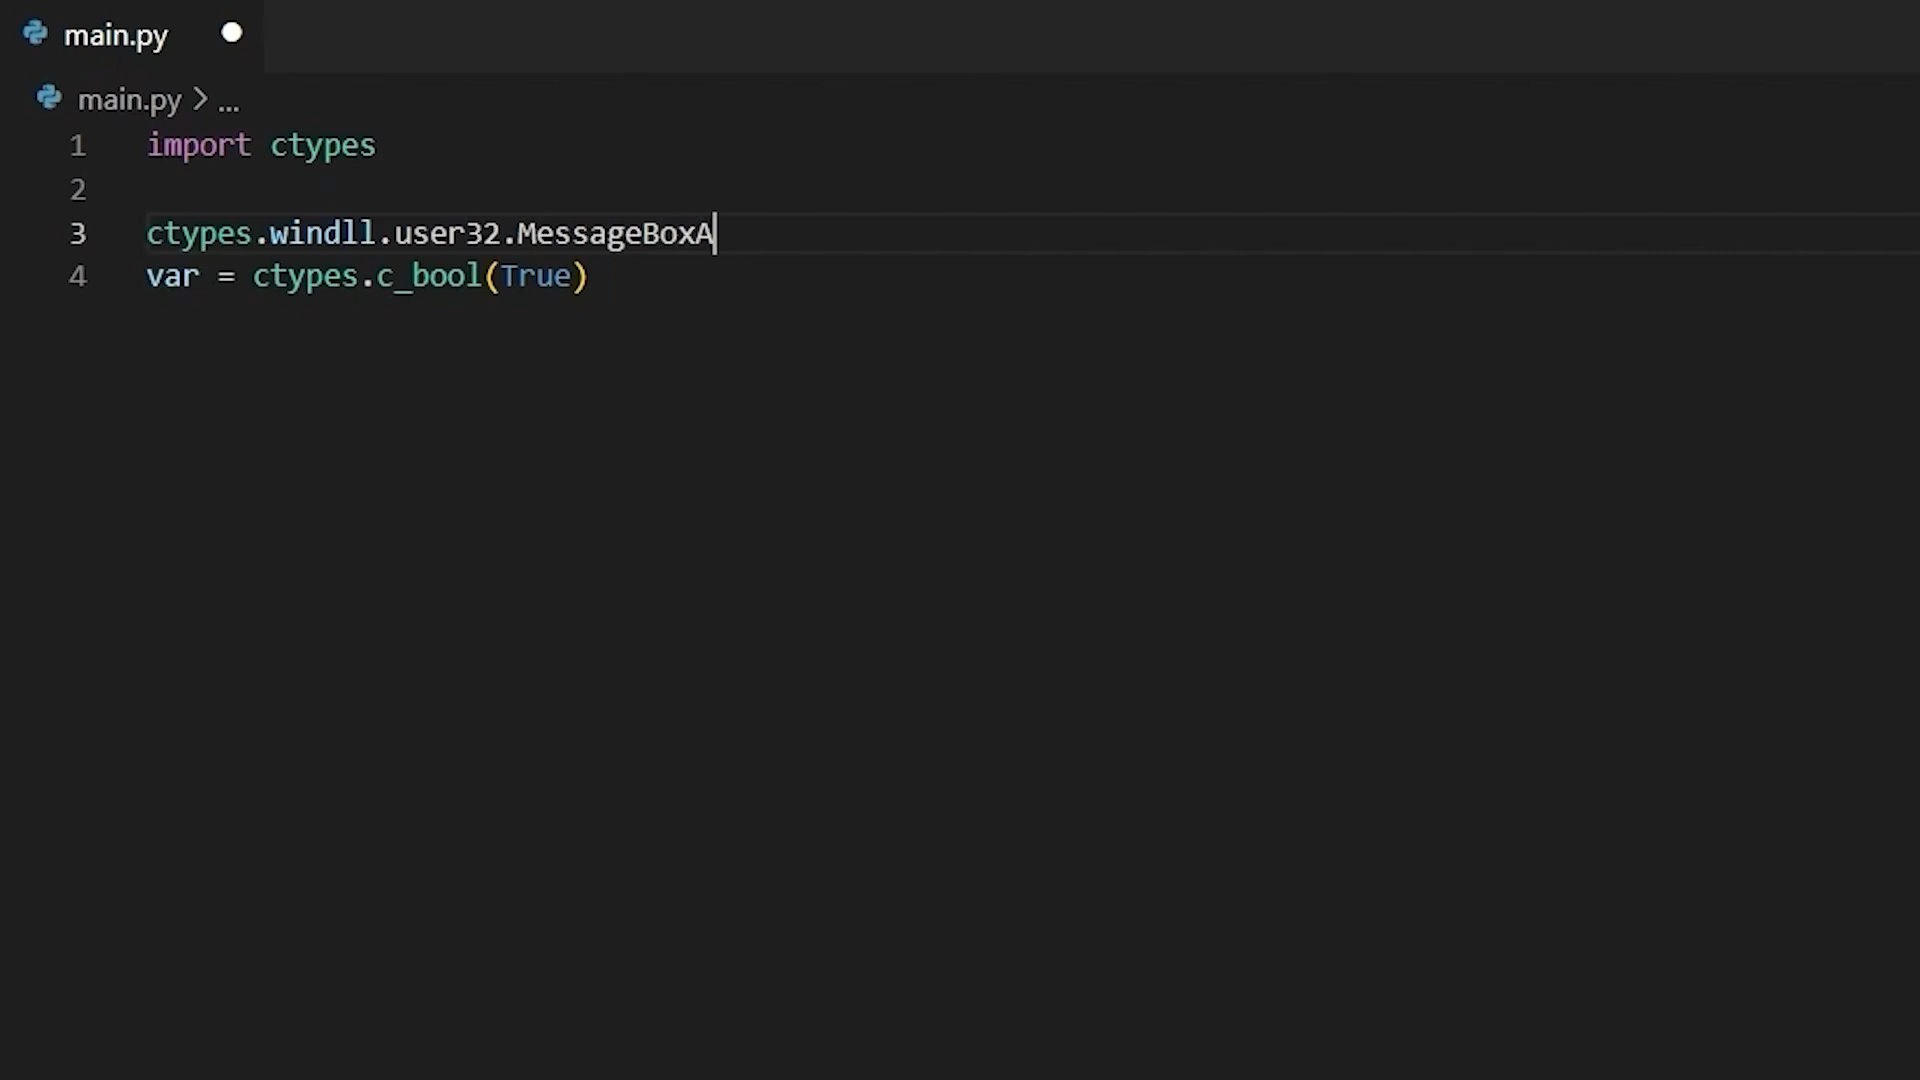 main.py
main.py > ...
1 import ctypes
2
3 ctypes.windll.user32.MessageBoxA
4 var = ctypes.c_bool(True)